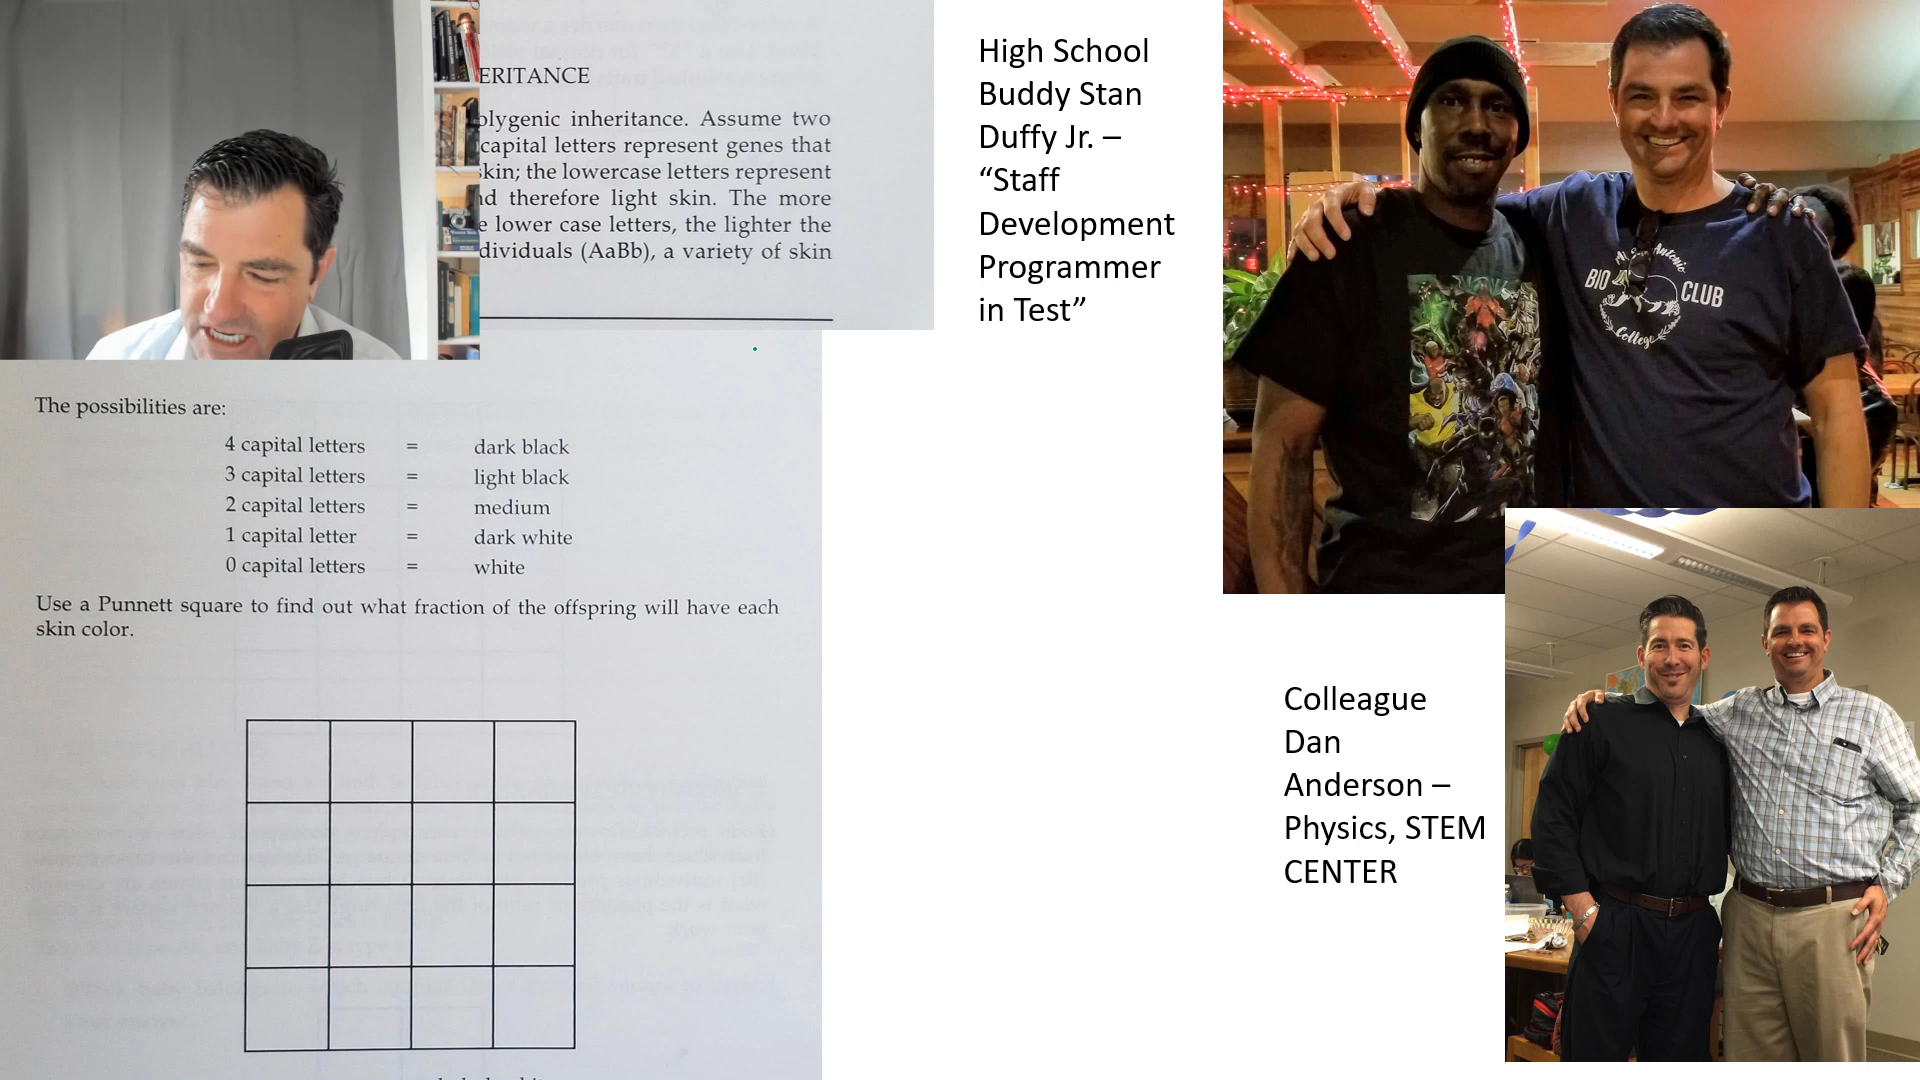 ERITANCE
olygenic inheritance. Assume two
capital letters represent genes that
skin; the lowercase letters represent
nd therefore light skin. The more
e lower case letters, the lighter the
dividuals (AaBb), a variety of skin
The possibilities are:
4 capital letters = dark black
3 capital letters = light black
2 capital letters = medium
1 capital letter = dark white
0 capital letters = white
Use a Punnett square to find out what fraction of the offspring will have each
skin color.
High School
Buddy Stan
Duffy Jr. –
“Staff
Development
Programmer
in Test”
BIO CLUB
College
Colleague
Dan
Anderson –
Physics, STEM
CENTER